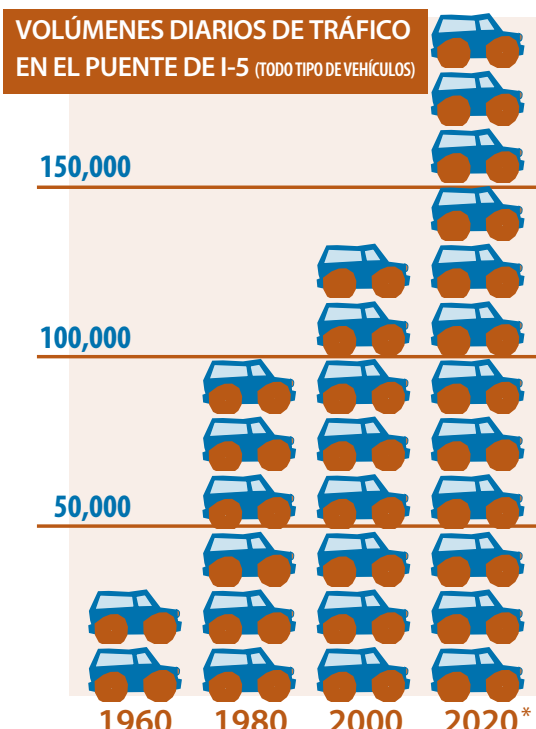 VOLÚMENES DIARIOS DE TRÁFICO
EN EL PUENTE DE I-5 (TODO TIPO DE VEHÍCULOS)
150,000
100,000
50,000
1960 1980 2000 2020*